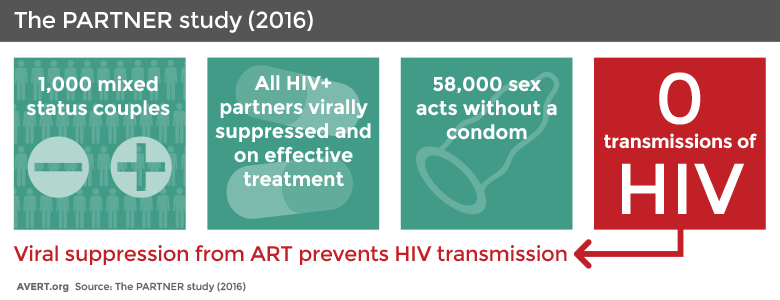 The PARTNER study (2016)
1,000 mixed
status couples
All HIV+
partners virally
suppressed and
on effective
treatment
58,000 sex
acts without a
condom
0
transmissions of
HIV
Viral suppression from ART prevents HIV transmission
AVERT.org Source: The PARTNER study (2016)